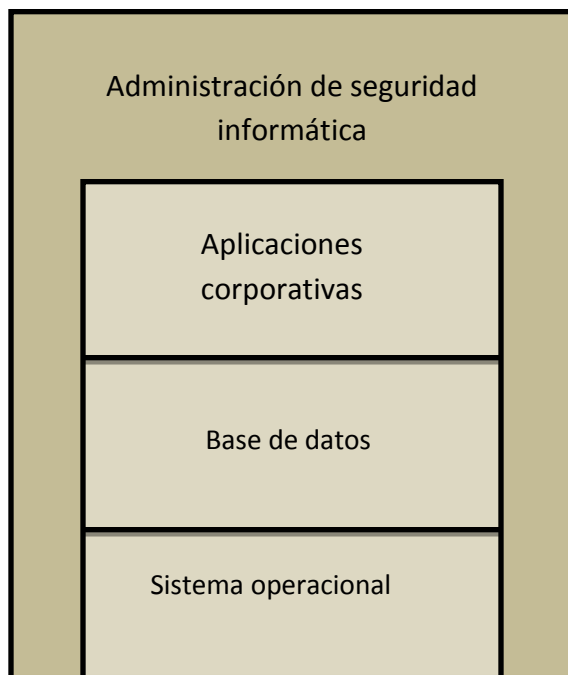 Administración de seguridad
informática
Aplicaciones
corporativas
Base de datos
Sistema operacional